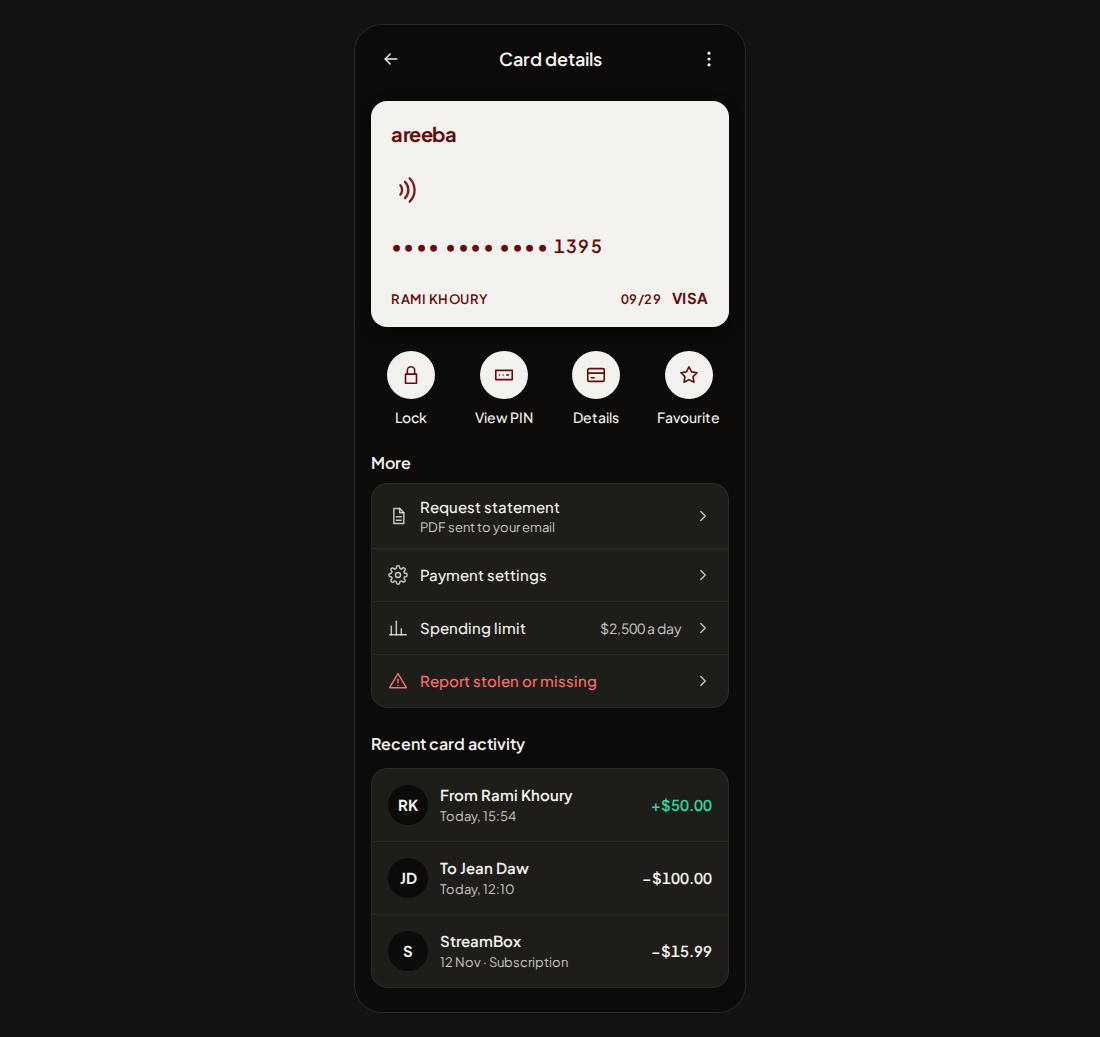 Card details
areeba
●●●● ●●●● ●●●● 1395
RAMI KHOURY 09/29 VISA
Lock View PIN Details Favourite
More
Request statement
PDF sent to your email
Payment settings
Spending limit $2,500 a day
Report stolen or missing
Recent card activity
RK From Rami Khoury +$50.00
Today, 15:54
JD To Jean Daw −$100.00
Today, 12:10
S StreamBox −$15.99
12 Nov · Subscription